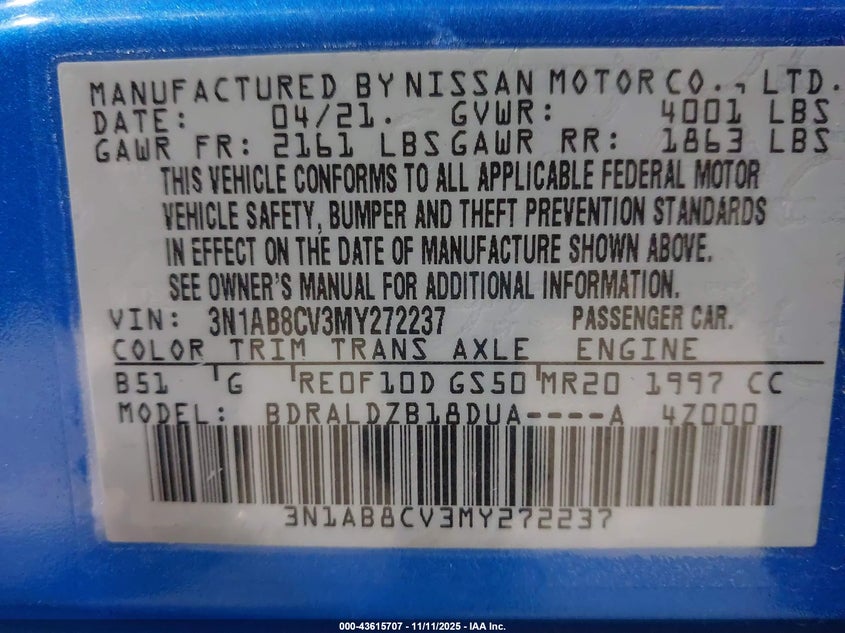 MANUFACTURED BY NISSAN MOTOR CO., LTD.
DATE: 04/21. GVWR: 4001 LBS
GAWR FR: 2161 LBS GAWR RR: 1863 LBS
THIS VEHICLE CONFORMS TO ALL APPLICABLE FEDERAL MOTOR
VEHICLE SAFETY, BUMPER AND THEFT PREVENTION STANDARDS
IN EFFECT ON THE DATE OF MANUFACTURE SHOWN ABOVE.
SEE OWNER'S MANUAL FOR ADDITIONAL INFORMATION.
VIN: 3N1AB8CV3MY272237 PASSENGER CAR.
COLOR TRIM TRANS AXLE ENGINE
B51 G RE0F10D GS50 MR20 1997 CC
MODEL: BDRALDZB18DUA----A 4Z000
3N1AB8CV3MY272237
000-43615707 - 11/11/2025 - IAA Inc.